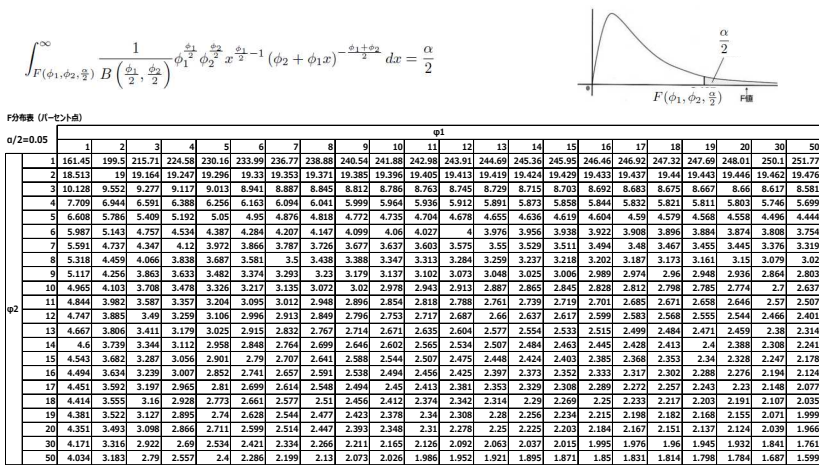 ∫_{F(ϕ1,ϕ2,α/2)}^{∞} 1/B(ϕ1/2, ϕ2/2) ϕ1^{ϕ1/2} ϕ2^{ϕ2/2} x^{ϕ1/2 −1} (ϕ2 + ϕ1x)^{−(ϕ1+ϕ2)/2} dx = α/2
α/2
0
F(ϕ1, ϕ2, α/2) F値
F分布表 (パーセント点)
α/2=0.05 φ1
1 2 3 4 5 6 7 8 9 10 11 12 13 14 15 16 17 18 19 20 30 50
φ2
1 161.45 199.5 215.71 224.58 230.16 233.99 236.77 238.88 240.54 241.88 242.98 243.91 244.69 245.36 245.95 246.46 246.92 247.32 247.69 248.01 250.1 251.77
2 18.513 19 19.164 19.247 19.296 19.33 19.353 19.371 19.385 19.396 19.405 19.413 19.419 19.424 19.429 19.433 19.437 19.44 19.443 19.446 19.462 19.476
3 10.128 9.552 9.277 9.117 9.013 8.941 8.887 8.845 8.812 8.786 8.763 8.745 8.729 8.715 8.703 8.692 8.683 8.675 8.667 8.66 8.617 8.581
4 7.709 6.944 6.591 6.388 6.256 6.163 6.094 6.041 5.999 5.964 5.936 5.912 5.891 5.873 5.858 5.844 5.832 5.821 5.811 5.803 5.746 5.699
5 6.608 5.786 5.409 5.192 5.05 4.95 4.876 4.818 4.772 4.735 4.704 4.678 4.655 4.636 4.619 4.604 4.59 4.579 4.568 4.558 4.496 4.444
6 5.987 5.143 4.757 4.534 4.387 4.284 4.207 4.147 4.099 4.06 4.027 4 3.976 3.956 3.938 3.922 3.908 3.896 3.884 3.874 3.808 3.754
7 5.591 4.737 4.347 4.12 3.972 3.866 3.787 3.726 3.677 3.637 3.603 3.575 3.55 3.529 3.511 3.494 3.48 3.467 3.455 3.445 3.376 3.319
8 5.318 4.459 4.066 3.838 3.687 3.581 3.5 3.438 3.388 3.347 3.313 3.284 3.259 3.237 3.218 3.202 3.187 3.173 3.161 3.15 3.079 3.02
9 5.117 4.256 3.863 3.633 3.482 3.374 3.293 3.23 3.179 3.137 3.102 3.073 3.048 3.025 3.006 2.989 2.974 2.96 2.948 2.936 2.864 2.803
10 4.965 4.103 3.708 3.478 3.326 3.217 3.135 3.072 3.02 2.978 2.943 2.913 2.887 2.865 2.845 2.828 2.812 2.798 2.785 2.774 2.7 2.637
11 4.844 3.982 3.587 3.357 3.204 3.095 3.012 2.948 2.896 2.854 2.818 2.788 2.761 2.739 2.719 2.701 2.685 2.671 2.658 2.646 2.57 2.507
12 4.747 3.885 3.49 3.259 3.106 2.996 2.913 2.849 2.796 2.753 2.717 2.687 2.66 2.637 2.617 2.599 2.583 2.568 2.555 2.544 2.466 2.401
13 4.667 3.806 3.411 3.179 3.025 2.915 2.832 2.767 2.714 2.671 2.635 2.604 2.577 2.554 2.533 2.515 2.499 2.484 2.471 2.459 2.38 2.314
14 4.6 3.739 3.344 3.112 2.958 2.848 2.764 2.699 2.646 2.602 2.565 2.534 2.507 2.484 2.463 2.445 2.428 2.413 2.4 2.388 2.308 2.241
15 4.543 3.682 3.287 3.056 2.901 2.79 2.707 2.641 2.588 2.544 2.507 2.475 2.448 2.424 2.403 2.385 2.368 2.353 2.34 2.328 2.247 2.178
16 4.494 3.634 3.239 3.007 2.852 2.741 2.657 2.591 2.538 2.494 2.456 2.425 2.397 2.373 2.352 2.333 2.317 2.302 2.288 2.276 2.194 2.124
17 4.451 3.592 3.197 2.965 2.81 2.699 2.614 2.548 2.494 2.45 2.413 2.381 2.353 2.329 2.308 2.289 2.272 2.257 2.243 2.23 2.148 2.077
18 4.414 3.555 3.16 2.928 2.773 2.661 2.577 2.51 2.456 2.412 2.374 2.342 2.314 2.29 2.269 2.25 2.233 2.217 2.203 2.191 2.107 2.035
19 4.381 3.522 3.127 2.895 2.74 2.628 2.544 2.477 2.423 2.378 2.34 2.308 2.28 2.256 2.234 2.215 2.198 2.182 2.168 2.155 2.071 1.999
20 4.351 3.493 3.098 2.866 2.711 2.599 2.514 2.447 2.393 2.348 2.31 2.278 2.25 2.225 2.203 2.184 2.167 2.151 2.137 2.124 2.039 1.966
30 4.171 3.316 2.922 2.69 2.534 2.421 2.334 2.266 2.211 2.165 2.126 2.092 2.063 2.037 2.015 1.995 1.976 1.96 1.945 1.932 1.841 1.761
50 4.034 3.183 2.79 2.557 2.4 2.286 2.199 2.13 2.073 2.026 1.986 1.952 1.921 1.895 1.871 1.85 1.831 1.814 1.798 1.784 1.687 1.599